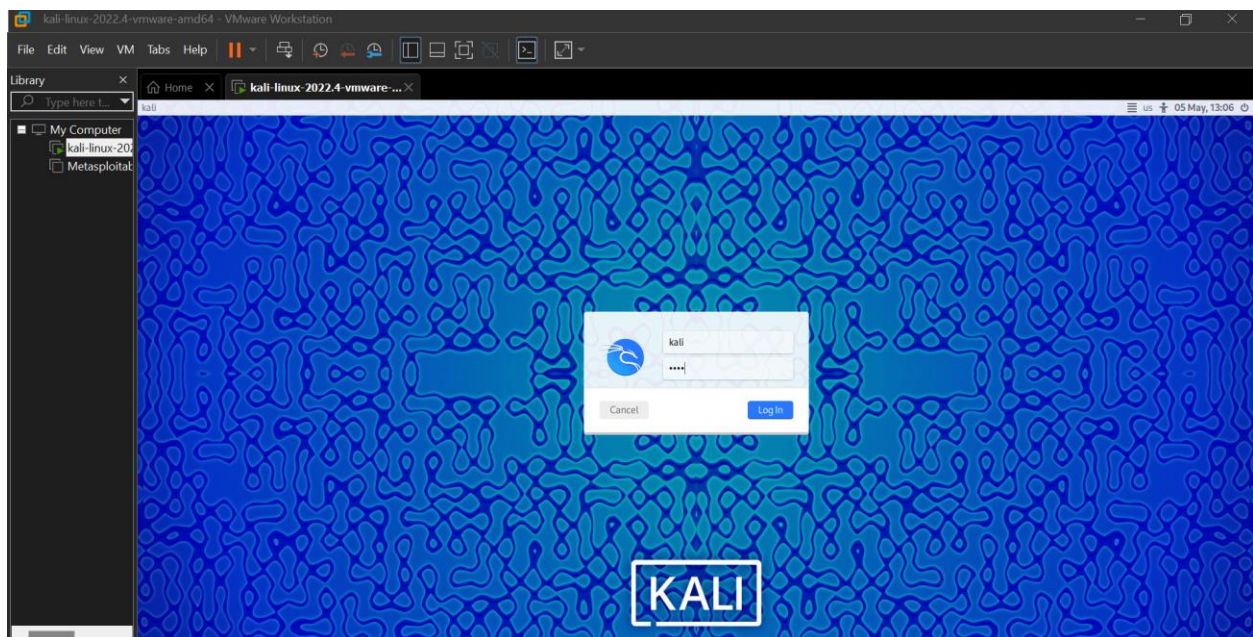 kali-linux-2022.4-vmware-amd64 - VMware Workstation
File Edit View VM Tabs Help
Library
Home kali-linux-2022.4-vmware-...
Type here t...
kali us 05 May, 13:06
My Computer
kali-linux-202
Metasploitab
kali
••••
Cancel Log In
KALI